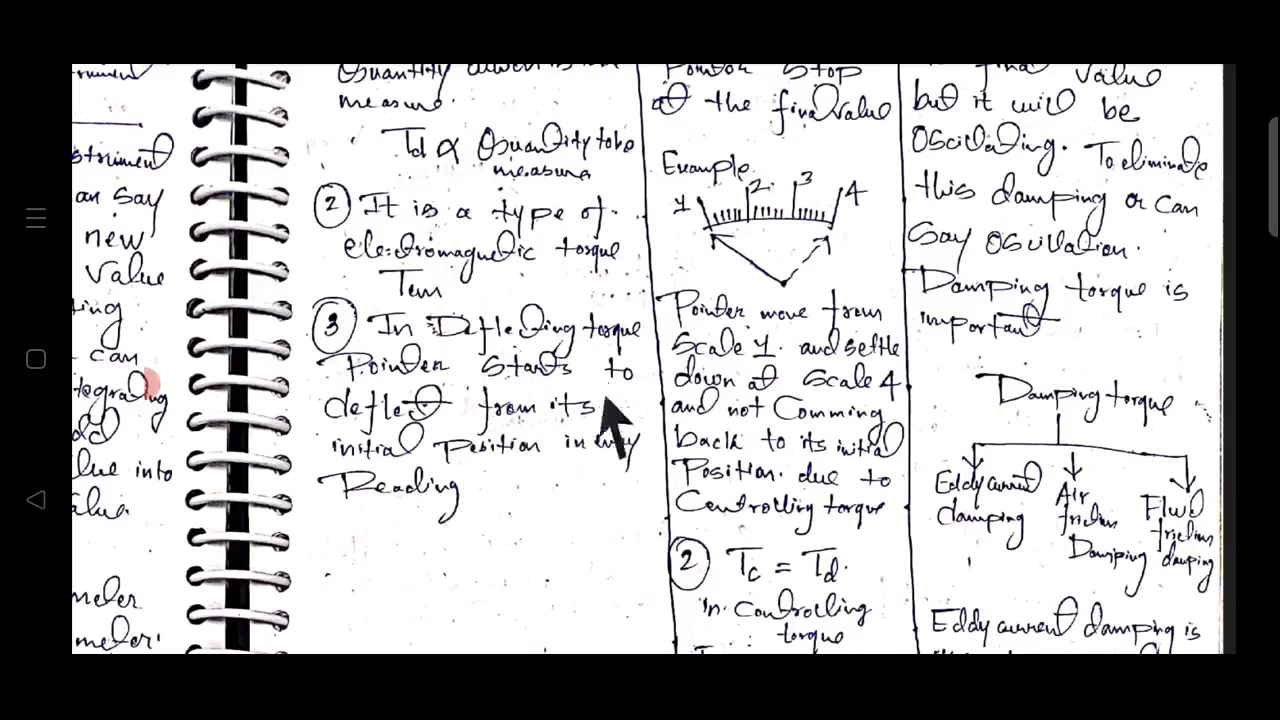 strument
an say
new
Value
ting
can
tegrating
lue into
alue.
meter
meter.
Quantity
measure.
Td ∝ Quantity to be
measure
② It is a type of
electromagnetic torque
Tem
③ In Deflecting torque
Pointer Starts to
deflect from its
initial Position in
Reading
Pointer Stop
at the final value
Example
1 2 3 4
Pointer move from
Scale 1. and settle
down at Scale 4
and not Comming
back to its initial
Position. due to
Controlling torque
② Tc = Td.
In. Controlling
torque
final Value
but it will be
Oscillating. To eliminate
this damping or can
Say Oscillation.
Damping torque is
important
Damping torque
Eddy current
damping
Air
friction
Damping
Fluid
friction
damping
Eddy current damping is